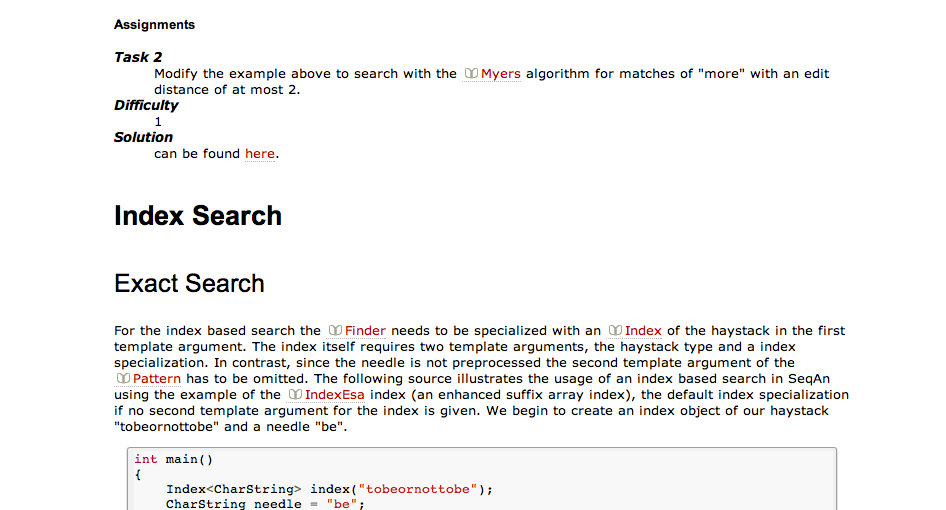 Assignments
Task 2
Modify the example above to search with the Myers algorithm for matches of "more" with an edit
distance of at most 2.
Difficulty
1
Solution
can be found here.
Index Search
Exact Search
For the index based search the Finder needs to be specialized with an Index of the haystack in the first
template argument. The index itself requires two template arguments, the haystack type and a index
specialization. In contrast, since the needle is not preprocessed the second template argument of the
Pattern has to be omitted. The following source illustrates the usage of an index based search in SeqAn
using the example of the IndexEsa index (an enhanced suffix array index), the default index specialization
if no second template argument for the index is given. We begin to create an index object of our haystack
"tobeornottobe" and a needle "be".
int main()
{
    Index<CharString> index("tobeornottobe");
    CharString needle = "be";